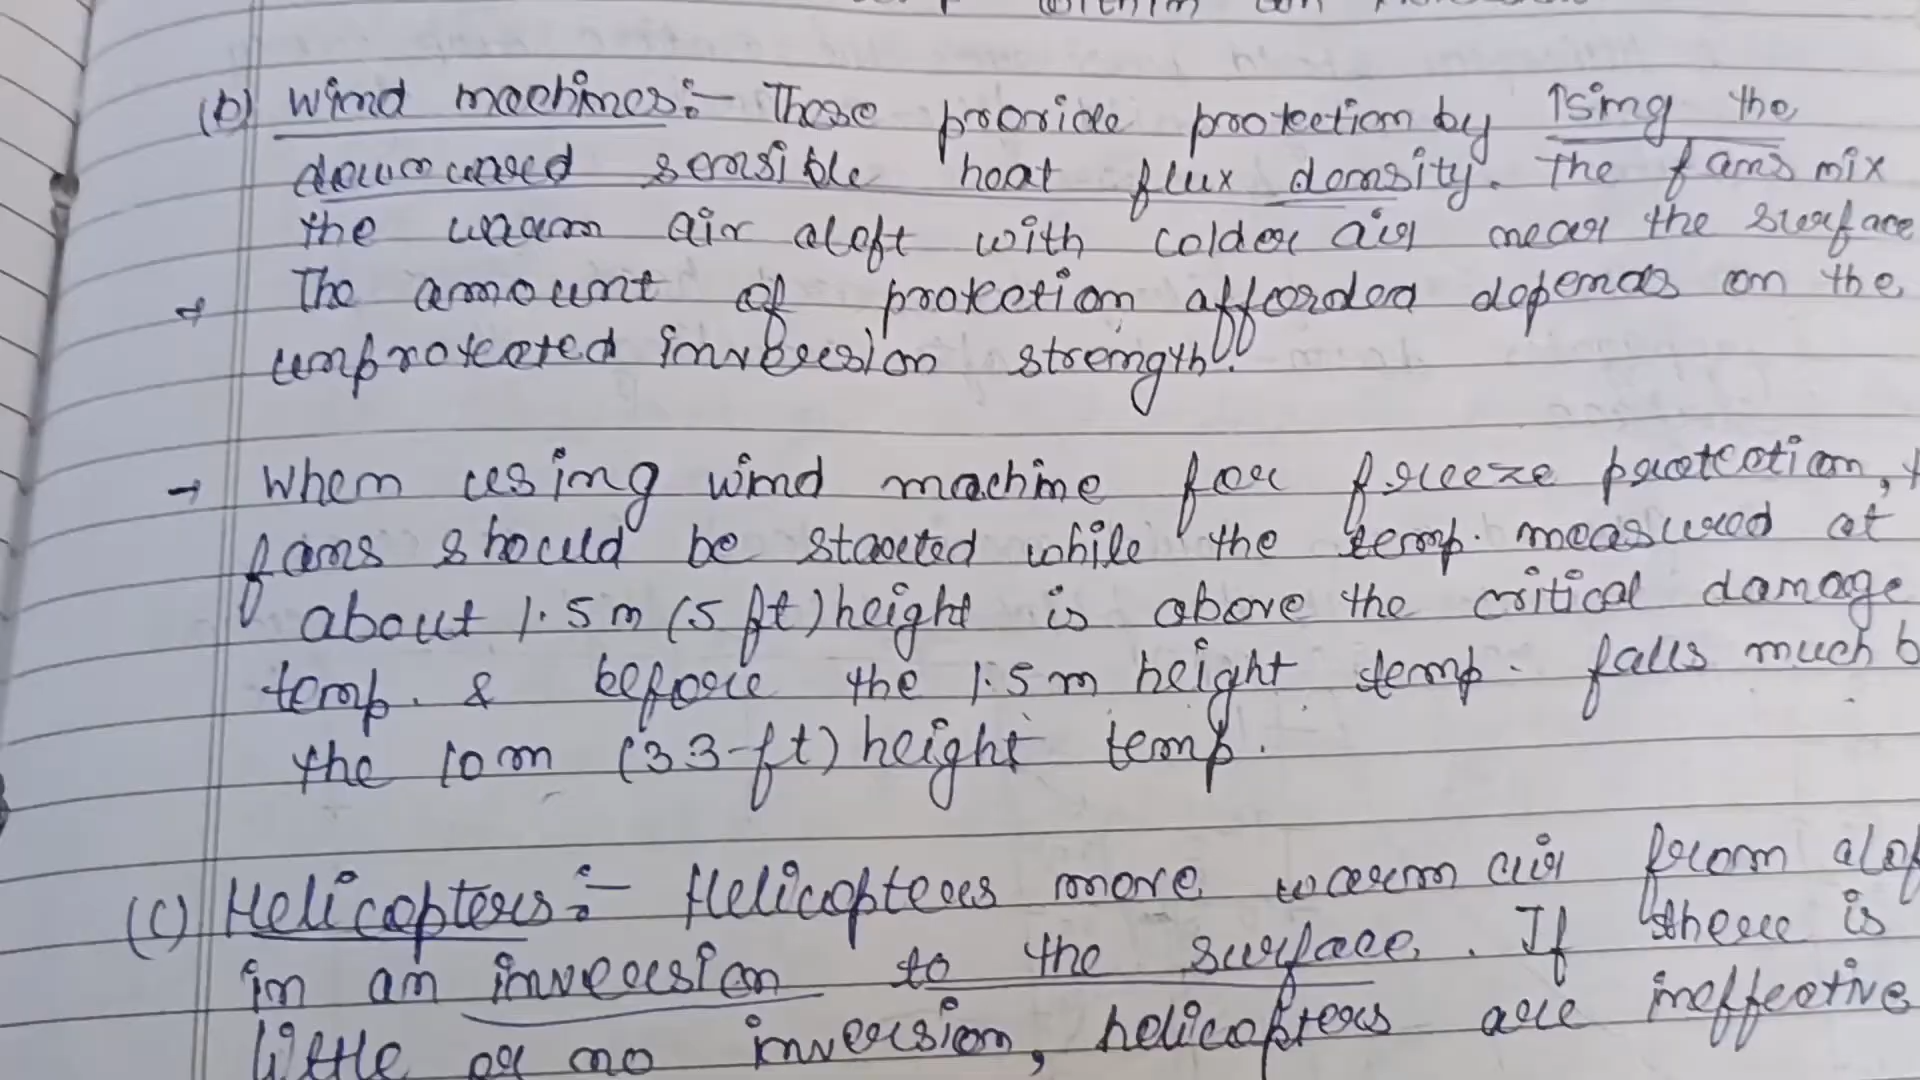 within an
(b) Wind machines:- These provide protection by ↑sing the
downward sensible heat flux density. The fans mix
the warm air aloft with colder air near the surface
→ The amount of protection afforded depends on the
unprotected inversion strength.
→ When using wind machine for freeze protection,
fans should be started while the temp. measured at
about 1.5m (5 ft) height is above the critical damage
temp. & before the 1.5m height temp. falls much b
the 10m (33-ft) height temp.
(c) Helicopters:- Helicopters move warm air from alof
in an inversion to the surface. If there is
little or no inversion, helicopters are ineffective